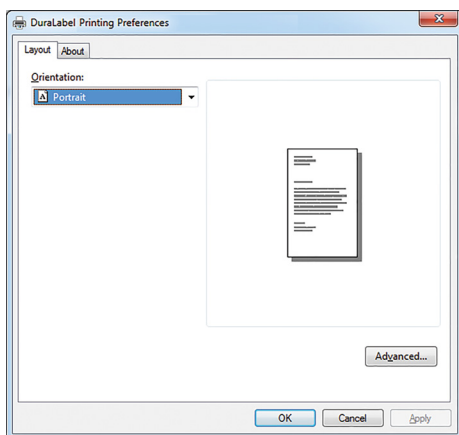 DuraLabel Printing Preferences
Layout About
Orientation:
Portrait
Advanced...
OK Cancel Apply